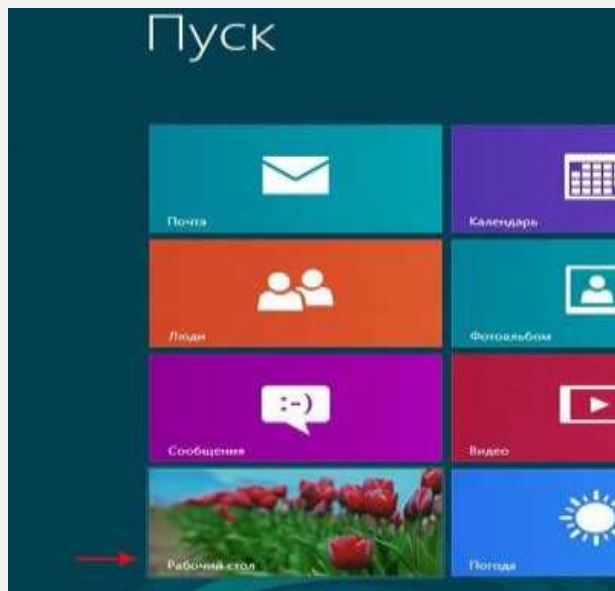 Пуск
Почта
Календарь
Люди
Фотоальбом
:-)
Сообщения
Видео
Рабочий стол
Погода